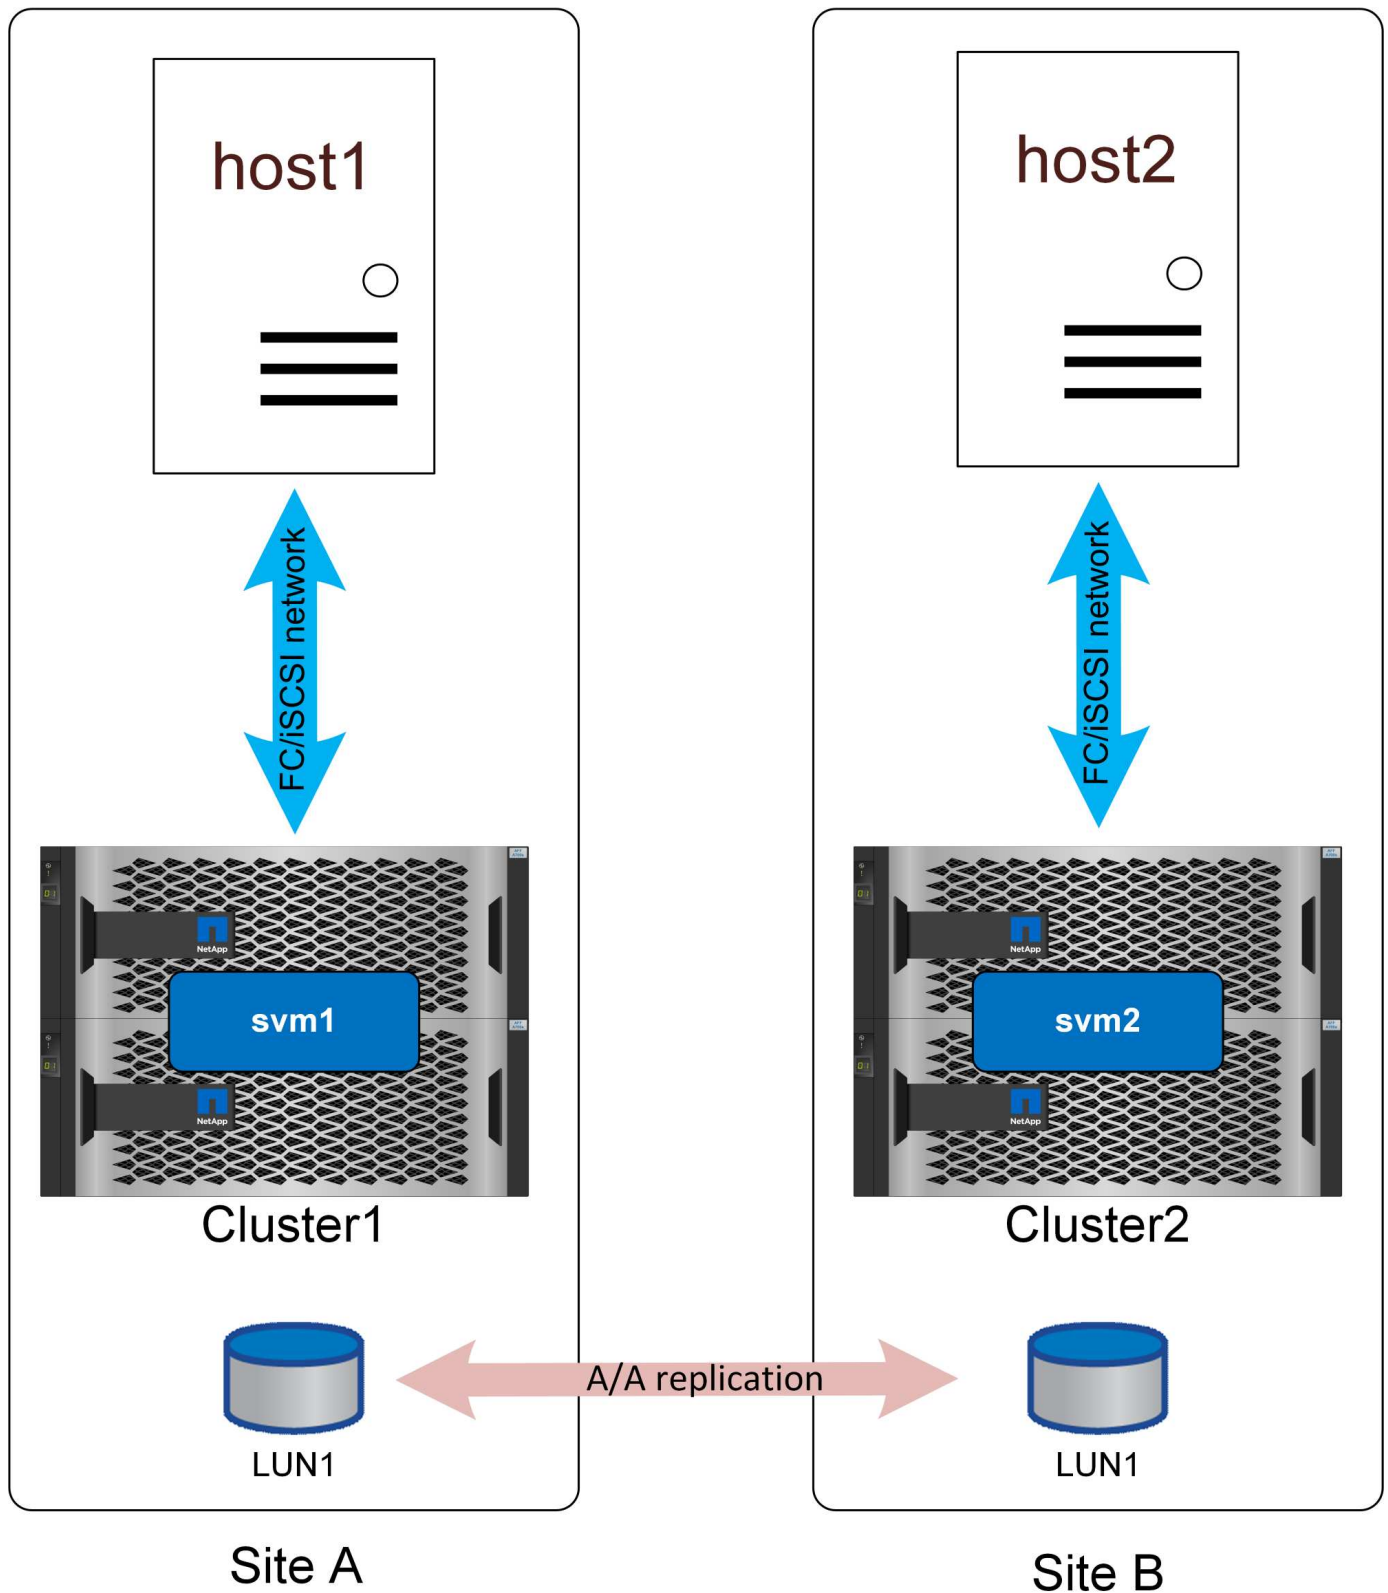 host1
host2
FC/iSCSI network
FC/iSCSI network
NetApp
NetApp
svm1
svm2
NetApp
NetApp
Cluster1
Cluster2
A/A replication
LUN1
LUN1
Site A
Site B